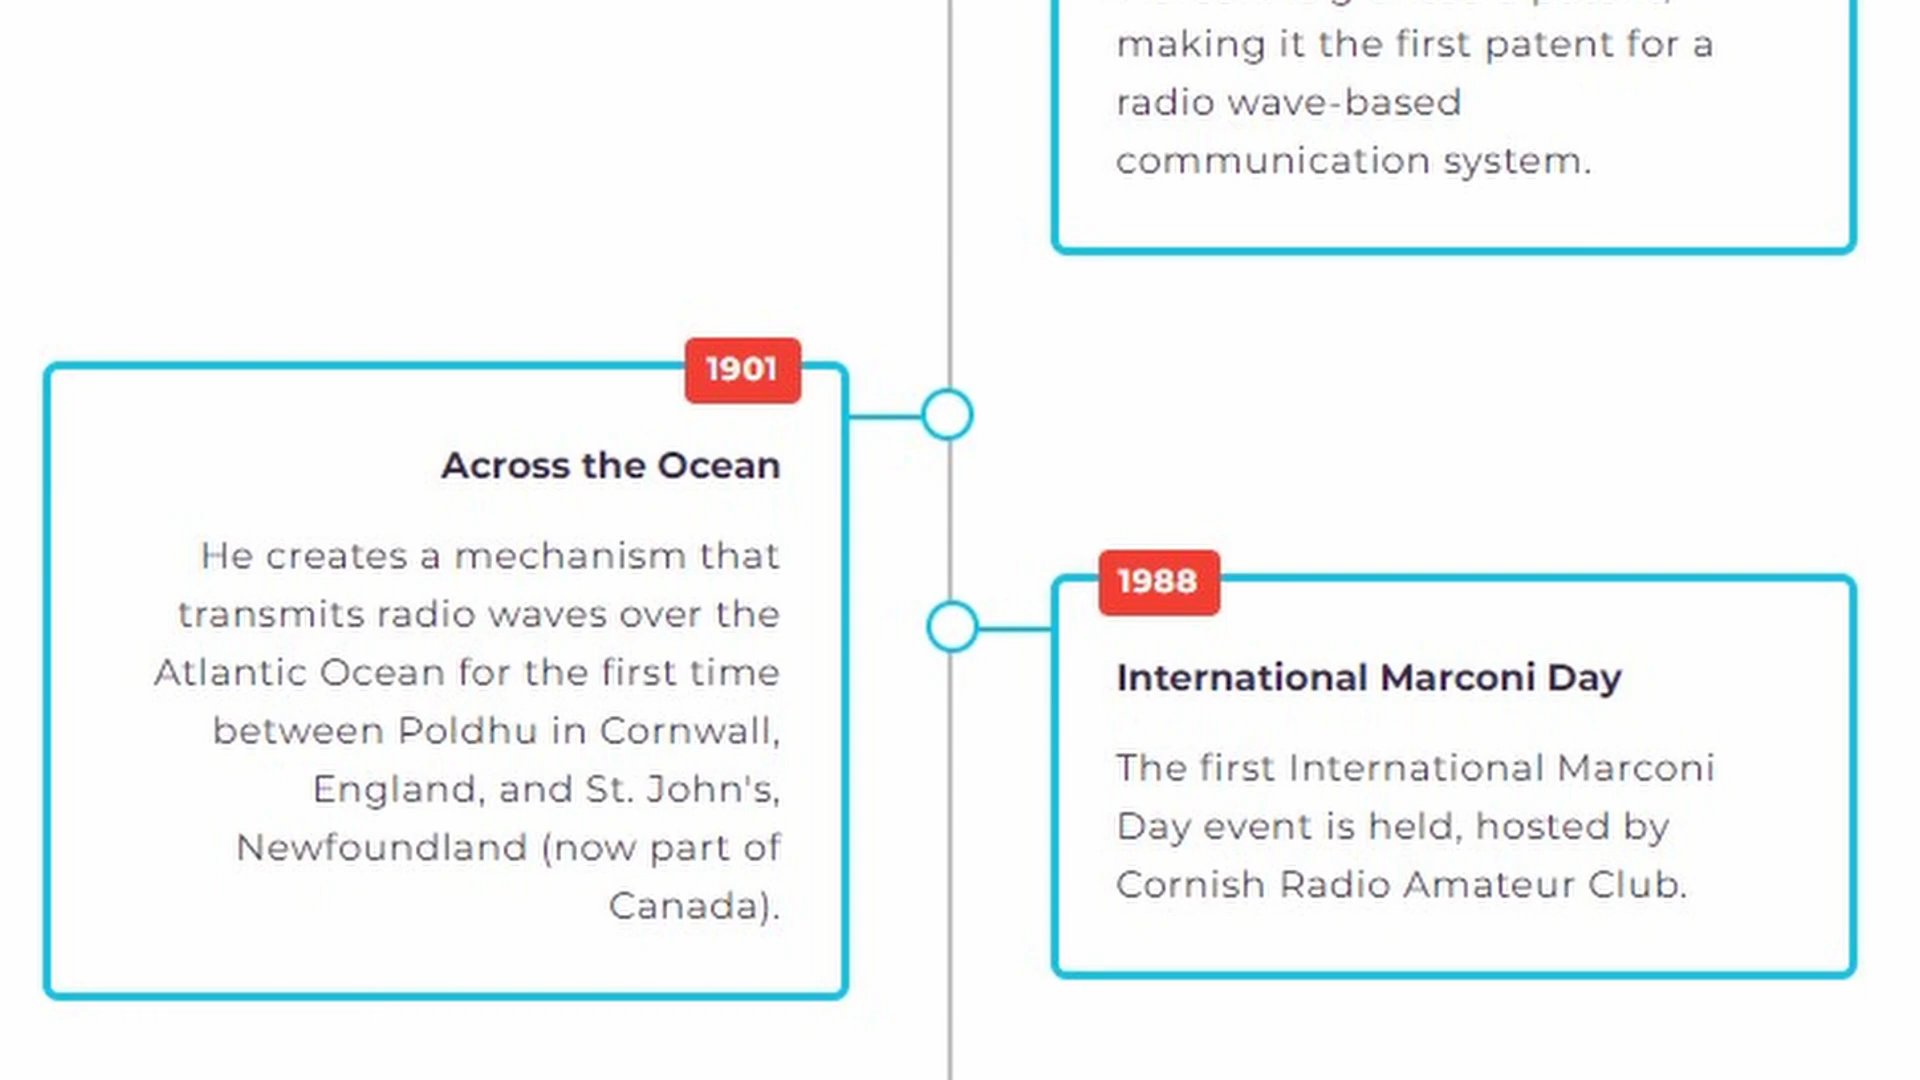 making it the first patent for a
radio wave-based
communication system.
1901
Across the Ocean
He creates a mechanism that
transmits radio waves over the
Atlantic Ocean for the first time
between Poldhu in Cornwall,
England, and St. John's,
Newfoundland (now part of
Canada).
1988
International Marconi Day
The first International Marconi
Day event is held, hosted by
Cornish Radio Amateur Club.